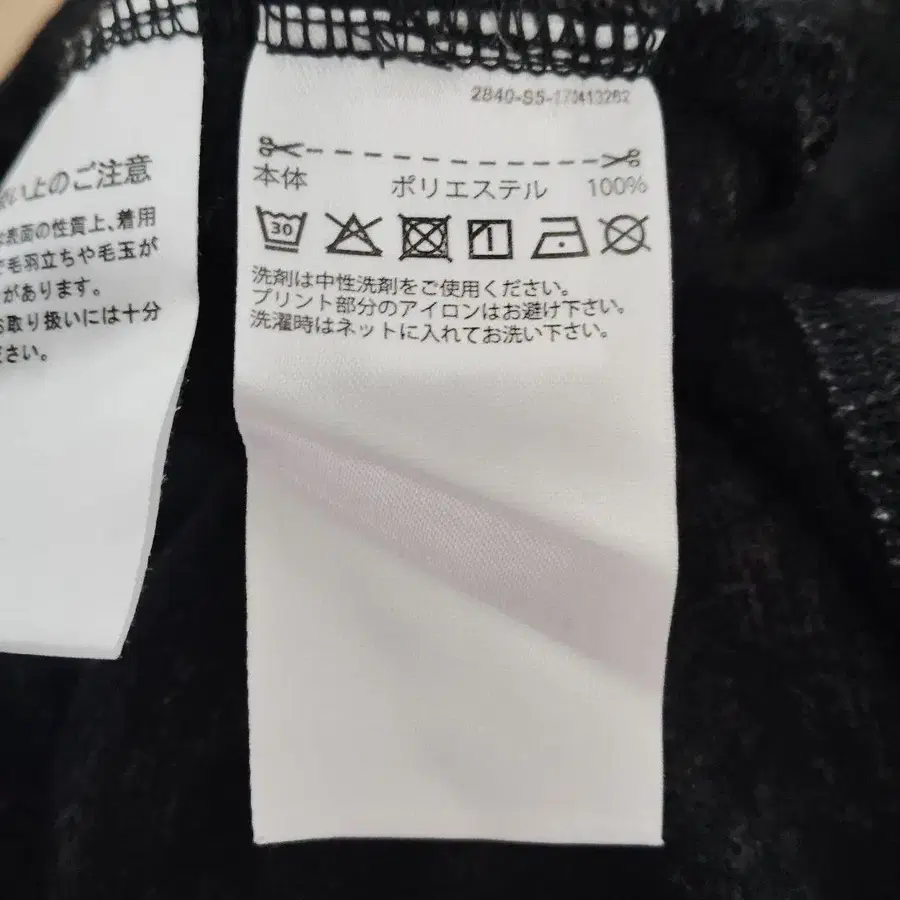 い上のご注意
表面の性質上、着用
で毛羽立ちや毛玉が
があります。
お取り扱いには十分
ださい。
2840-S5-170413262
本体 ポリエステル 100%
30
洗剤は中性洗剤をご使用ください。
プリント部分のアイロンはお避け下さい。
洗濯時はネットに入れてお洗い下さい。